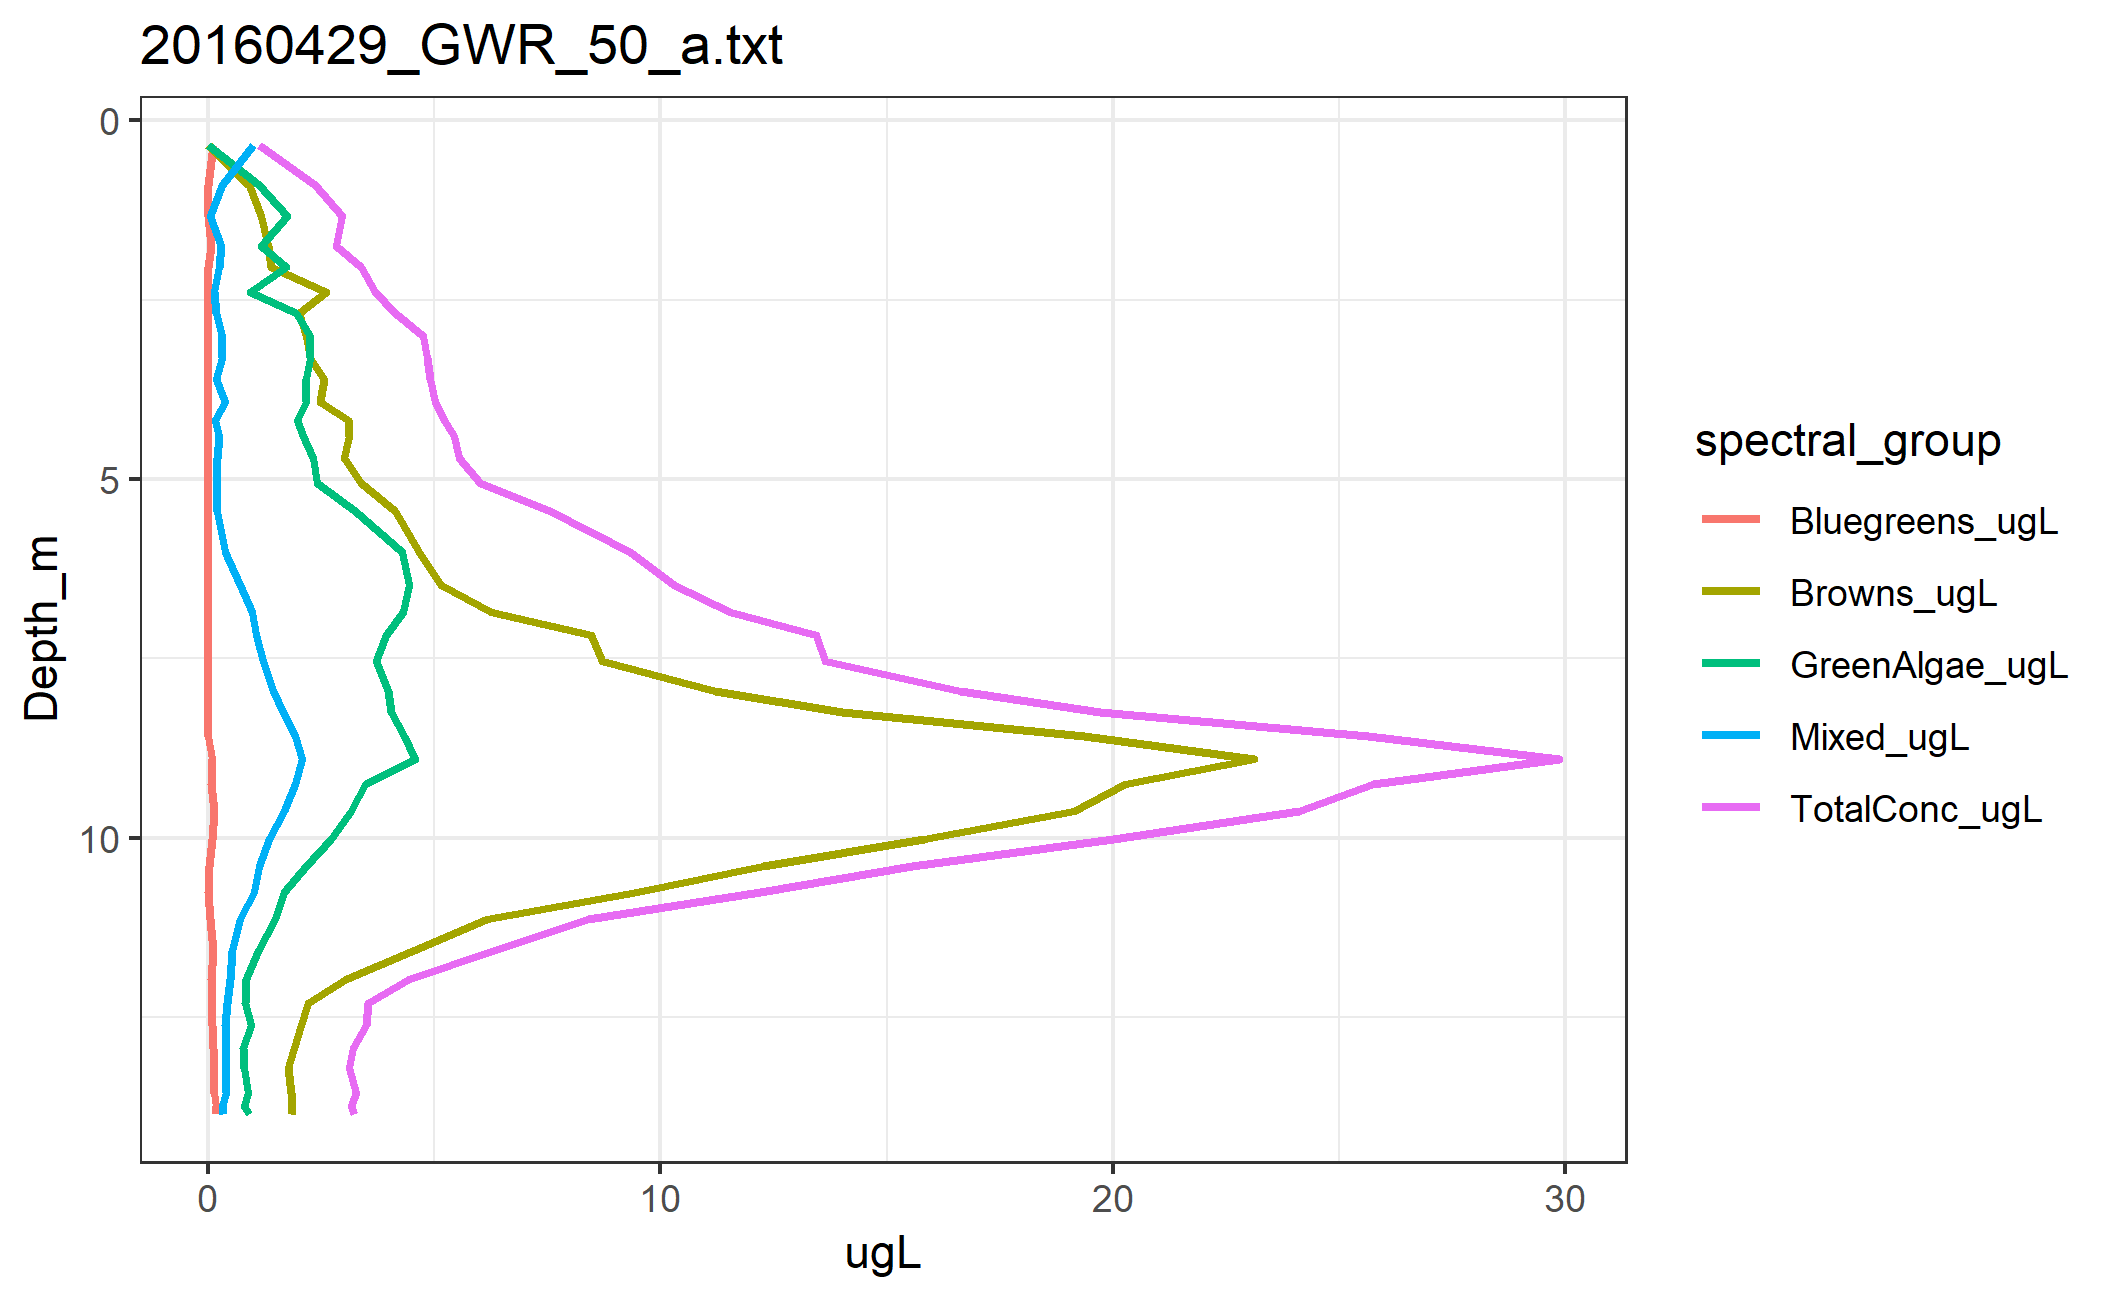 20160429_GWR_50_a.txt
0
5
10
Depth_m
0
10
20
30
ugL
spectral_group
Bluegreens_ugL
Browns_ugL
GreenAlgae_ugL
Mixed_ugL
TotalConc_ugL